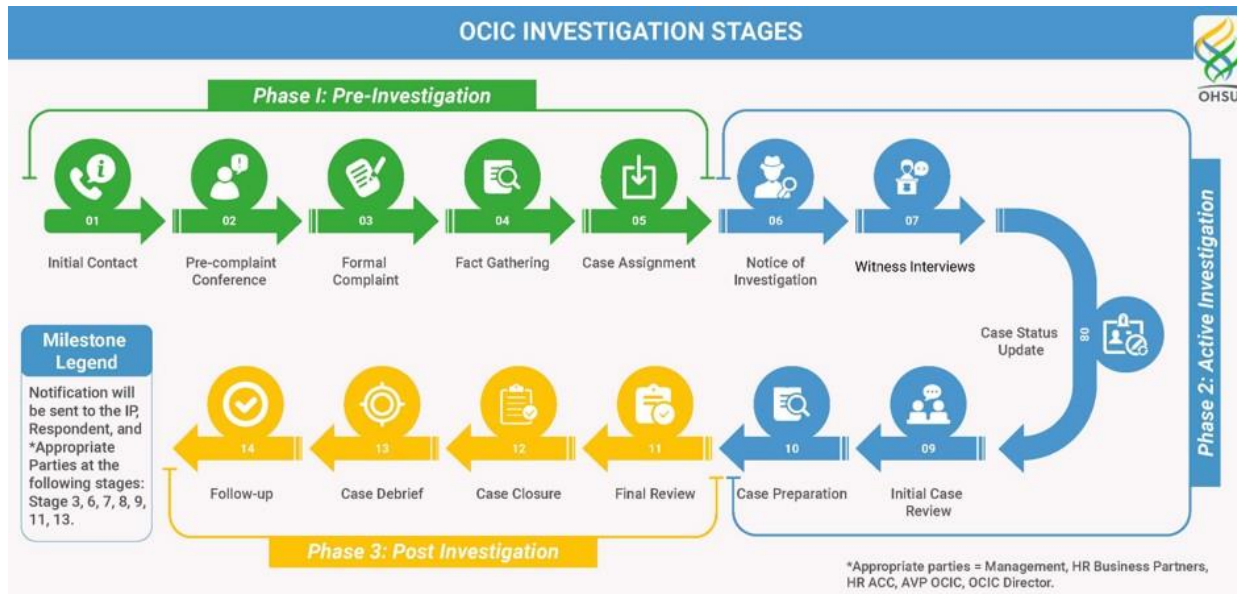 OCIC INVESTIGATION STAGES
OHSU
Phase I: Pre-Investigation
01
02
03
04
05
06
07
Initial Contact
Pre-complaint
Conference
Formal
Complaint
Fact Gathering
Case Assignment
Notice of
Investigation
Witness Interviews
Phase 2: Active Investigation
08
Case Status
Update
Milestone
Legend
Notification will
be sent to the IP,
Respondent, and
*Appropriate
Parties at the
following stages:
Stage 3, 6, 7, 8, 9,
11, 13.
14
13
12
11
10
09
Follow-up
Case Debrief
Case Closure
Final Review
Case Preparation
Initial Case
Review
Phase 3: Post Investigation
*Appropriate parties = Management, HR Business Partners,
HR ACC, AVP OCIC, OCIC Director.